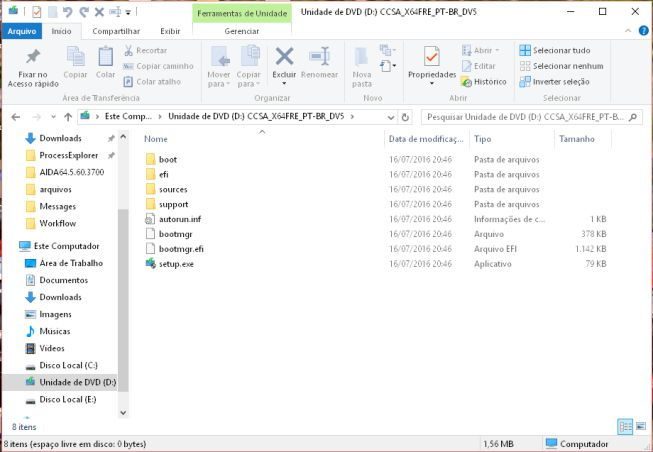 Ferramentas de Unidade
Unidade de DVD (D:) CCSA_X64FRE_PT-BR_DV5
Arquivo
Início
Compartilhar
Exibir
Gerenciar
Fixar no Acesso rápido
Copiar
Colar
Recortar
Copiar caminho
Colar atalho
Mover para
Copiar para
Excluir
Renomear
Nova pasta
Propriedades
Abrir
Editar
Histórico
Selecionar tudo
Selecionar nenhum
Inverter seleção
Área de Transferência
Organizar
Novo
Abrir
Selecionar
Este Comp... > Unidade de DVD (D:) CCSA_X64FRE_PT-BR_DV5
Pesquisar Unidade de DVD (D:) CCSA_X64FRE_PT-B...
Downloads
ProcessExplorer
AIDA64.5.60.3700
arquivos
Messages
Workflow
Este Computador
Área de Trabalho
Documentos
Downloads
Imagens
Músicas
Vídeos
Disco Local (C:)
Unidade de DVD (D:)
Disco Local (E:)
Nome Data de modificaç... Tipo Tamanho
boot 16/07/2016 20:46 Pasta de arquivos
efi 16/07/2016 20:46 Pasta de arquivos
sources 16/07/2016 20:46 Pasta de arquivos
support 16/07/2016 20:46 Pasta de arquivos
autorun.inf 16/07/2016 20:46 Informações de c... 1 KB
bootmgr 16/07/2016 20:46 Arquivo 378 KB
bootmgr.efi 16/07/2016 20:46 Arquivo EFI 1.142 KB
setup.exe 16/07/2016 20:46 Aplicativo 79 KB
8 itens
8 itens (espaço livre em disco: 0 bytes)
1,56 MB
Computador